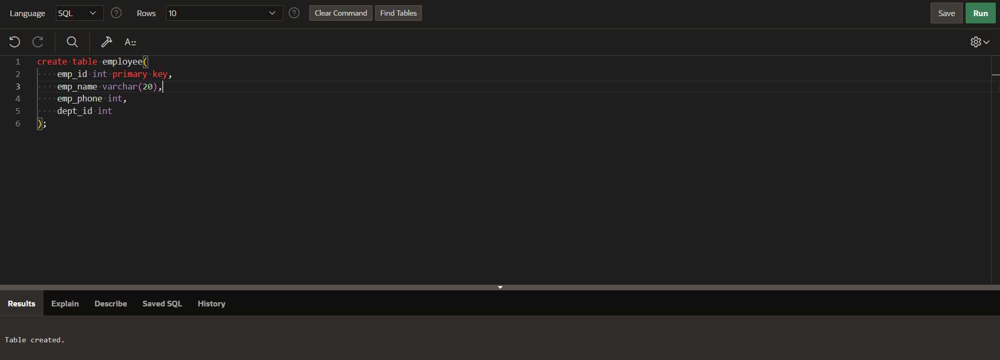 Language SQL ? Rows 10 ? Clear Command Find Tables Save Run
A::
1 create table employee(
2 emp_id int primary key,
3 emp_name varchar(20),
4 emp_phone int,
5 dept_id int
6 );
Results Explain Describe Saved SQL History
Table created.